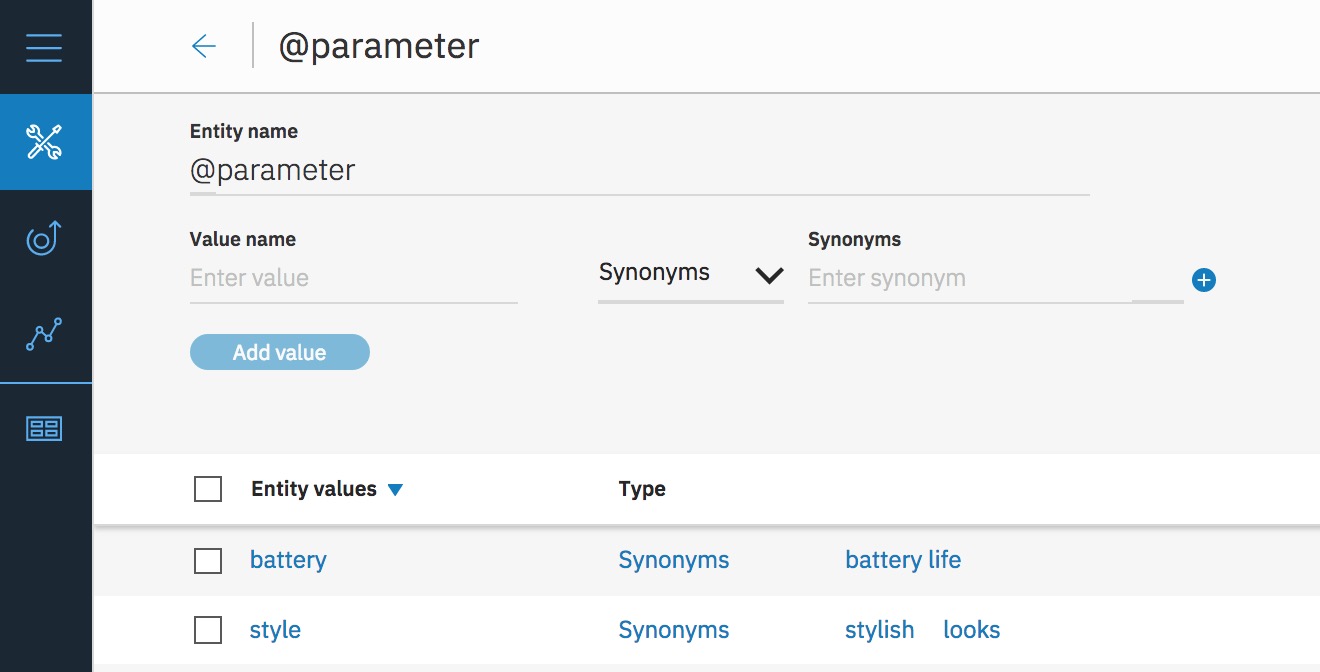 @parameter
Entity name
@parameter
Value name
Synonyms
Enter value
Synonyms
Enter synonym
Add value
Entity values Type
battery Synonyms battery life
style Synonyms stylish looks